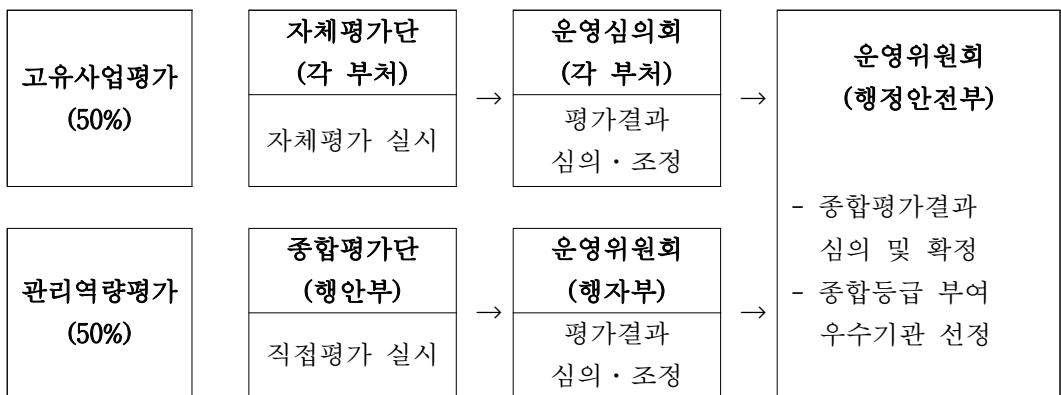 고유사업평가
(50%)
자체평가단
(각 부처)
자체평가 실시
→
운영심의회
(각 부처)
평가결과
심의・조정
→
관리역량평가
(50%)
종합평가단
(행안부)
직접평가 실시
→
운영위원회
(행자부)
평가결과
심의・조정
→
운영위원회
(행정안전부)
- 종합평가결과
심의 및 확정
- 종합등급 부여
우수기관 선정